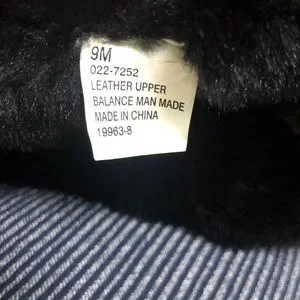 9M
022-7252
LEATHER UPPER
BALANCE MAN MADE
MADE IN CHINA
19963-8